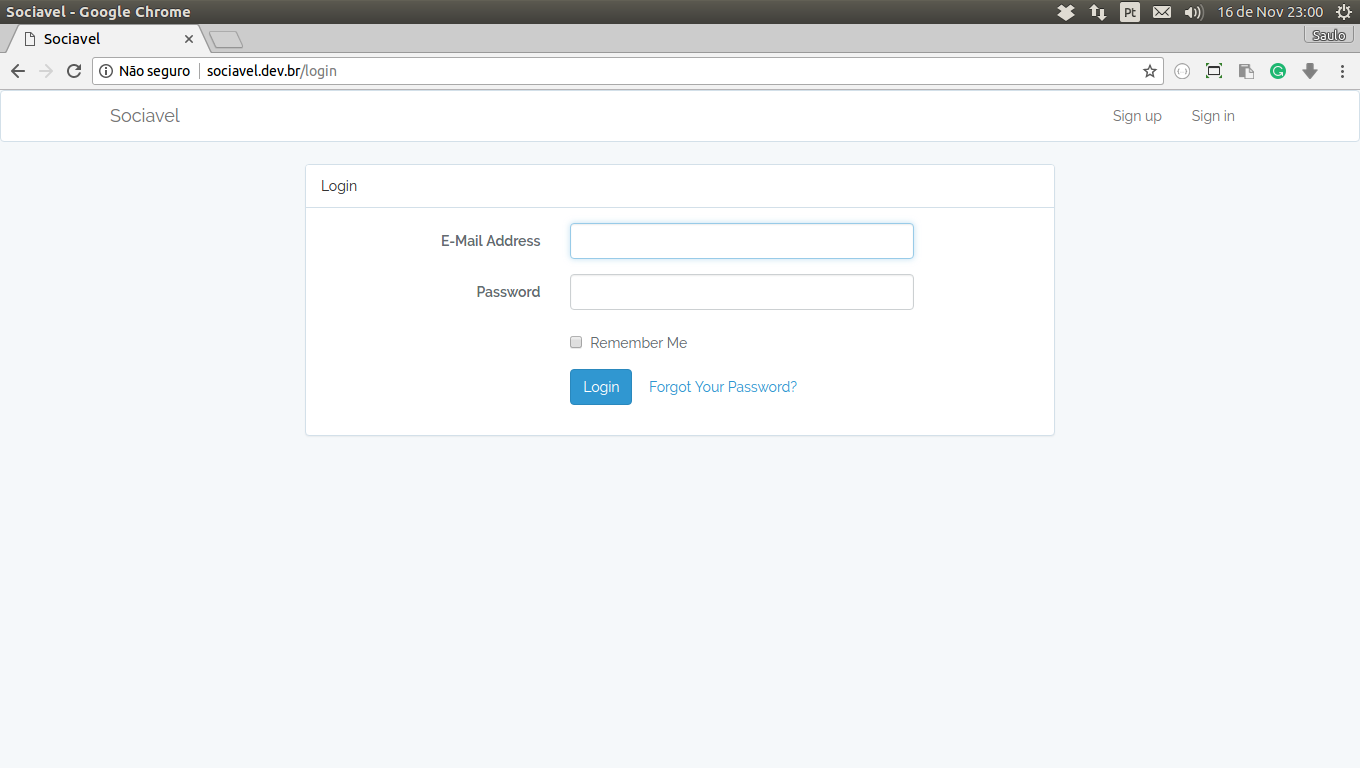 Sociavel - Google Chrome
Pt
16 de Nov 23:00
Sociavel
Saulo
Não seguro
sociavel.dev.br/login
Sociavel
Sign up
Sign in
Login
E-Mail Address
Password
Remember Me
Login
Forgot Your Password?